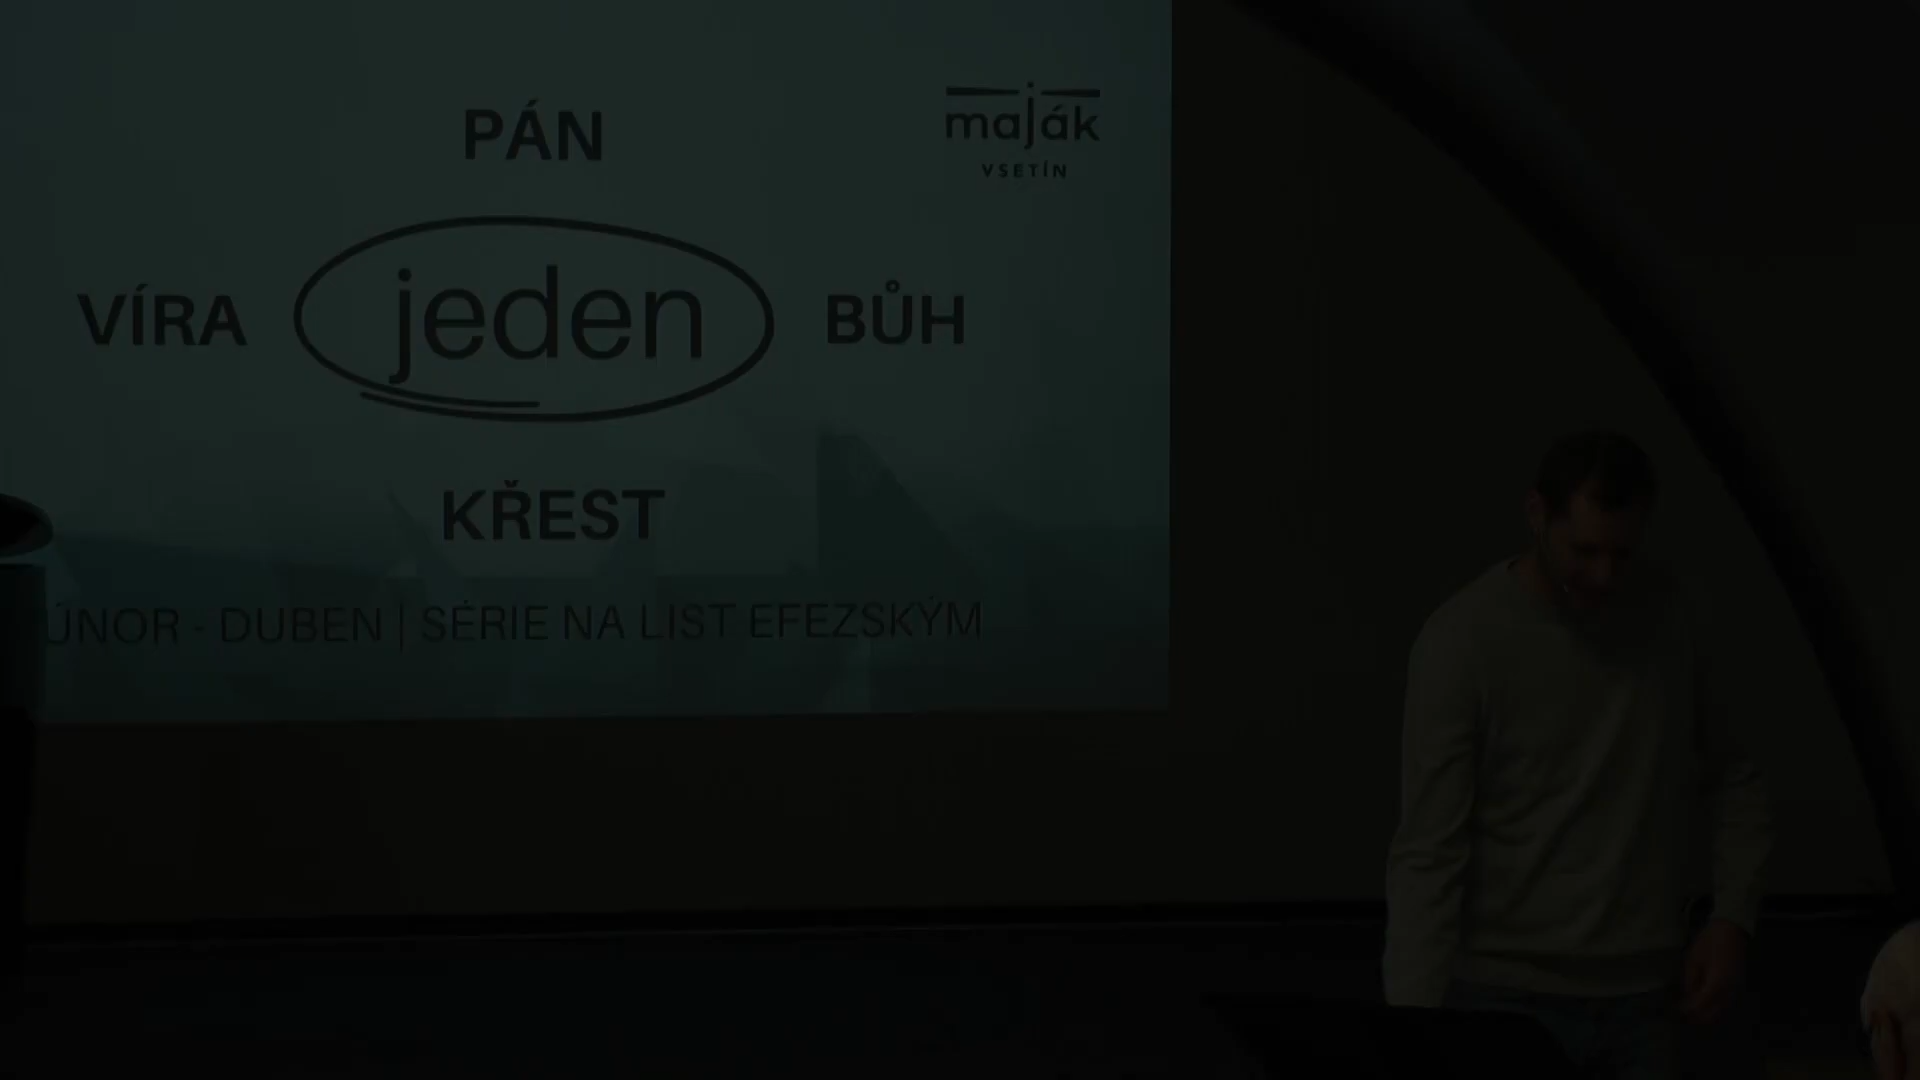 PÁN
maják
VSETÍN
VÍRA jeden BŮH
KŘEST
ÚNOR - DUBEN | SÉRIE NA LIST EFEZSKÝM